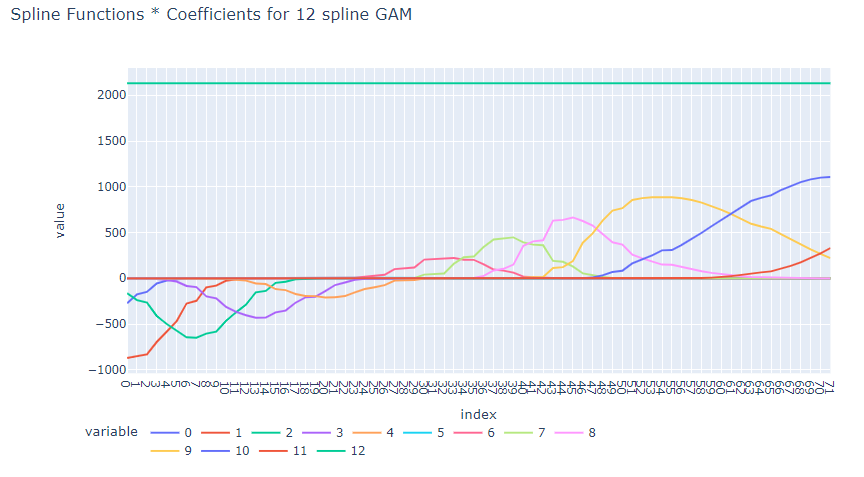 Spline Functions * Coefficients for 12 spline GAM
2000
1500
1000
500
0
−500
−1000
value
0 1 2 3 4 5 6 7 8 9 10 11 12 13 14 15 16 17 18 19 20 21 22 23 24 25 26 27 28 29 30 31 32 33 34 35 36 37 38 39 40 41 42 43 44 45 46 47 48 49 50 51 52 53 54 55 56 57 58 59 60 61 62 63 64 65 66 67 68 69 70 71
index
variable 0 1 2 3 4 5 6 7 8
9 10 11 12